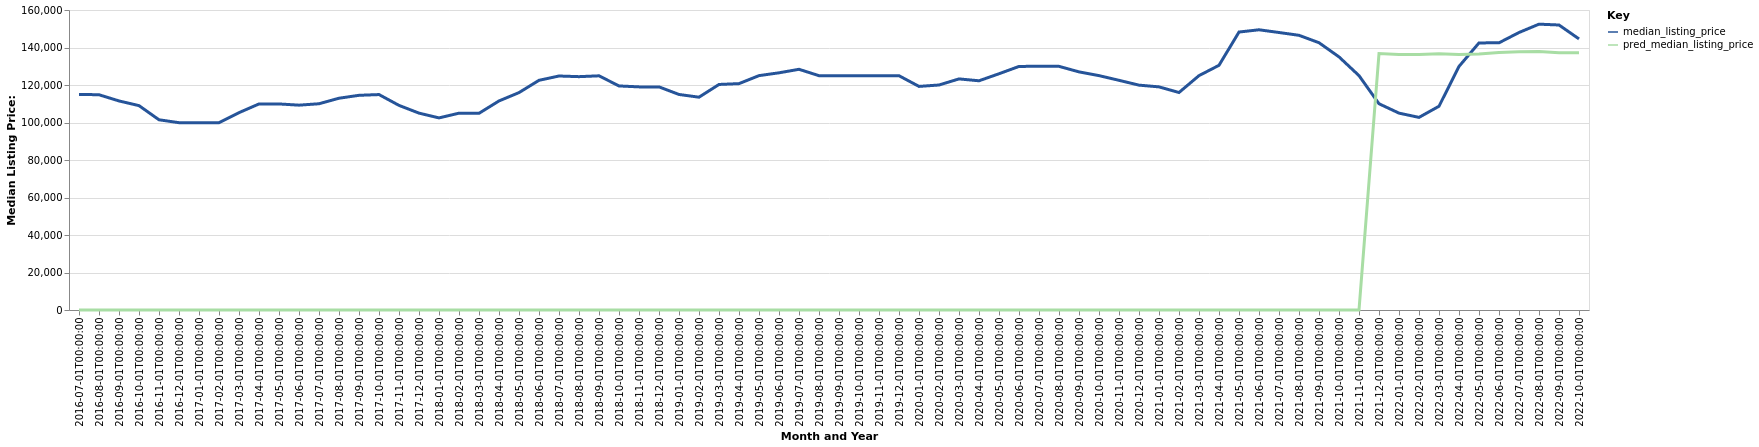 160,000
140,000
120,000
100,000
80,000
60,000
40,000
20,000
0
Median Listing Price:
2016-07-01T00:00:00
2016-08-01T00:00:00
2016-09-01T00:00:00
2016-10-01T00:00:00
2016-11-01T00:00:00
2016-12-01T00:00:00
2017-01-01T00:00:00
2017-02-01T00:00:00
2017-03-01T00:00:00
2017-04-01T00:00:00
2017-05-01T00:00:00
2017-06-01T00:00:00
2017-07-01T00:00:00
2017-08-01T00:00:00
2017-09-01T00:00:00
2017-10-01T00:00:00
2017-11-01T00:00:00
2017-12-01T00:00:00
2018-01-01T00:00:00
2018-02-01T00:00:00
2018-03-01T00:00:00
2018-04-01T00:00:00
2018-05-01T00:00:00
2018-06-01T00:00:00
2018-07-01T00:00:00
2018-08-01T00:00:00
2018-09-01T00:00:00
2018-10-01T00:00:00
2018-11-01T00:00:00
2018-12-01T00:00:00
2019-01-01T00:00:00
2019-02-01T00:00:00
2019-03-01T00:00:00
2019-04-01T00:00:00
2019-05-01T00:00:00
2019-06-01T00:00:00
2019-07-01T00:00:00
2019-08-01T00:00:00
2019-09-01T00:00:00
2019-10-01T00:00:00
2019-11-01T00:00:00
2019-12-01T00:00:00
2020-01-01T00:00:00
2020-02-01T00:00:00
2020-03-01T00:00:00
2020-04-01T00:00:00
2020-05-01T00:00:00
2020-06-01T00:00:00
2020-07-01T00:00:00
2020-08-01T00:00:00
2020-09-01T00:00:00
2020-10-01T00:00:00
2020-11-01T00:00:00
2020-12-01T00:00:00
2021-01-01T00:00:00
2021-02-01T00:00:00
2021-03-01T00:00:00
2021-04-01T00:00:00
2021-05-01T00:00:00
2021-06-01T00:00:00
2021-07-01T00:00:00
2021-08-01T00:00:00
2021-09-01T00:00:00
2021-10-01T00:00:00
2021-11-01T00:00:00
2021-12-01T00:00:00
2022-01-01T00:00:00
2022-02-01T00:00:00
2022-03-01T00:00:00
2022-04-01T00:00:00
2022-05-01T00:00:00
2022-06-01T00:00:00
2022-07-01T00:00:00
2022-08-01T00:00:00
2022-09-01T00:00:00
2022-10-01T00:00:00
Month and Year
Key
median_listing_price
pred_median_listing_price